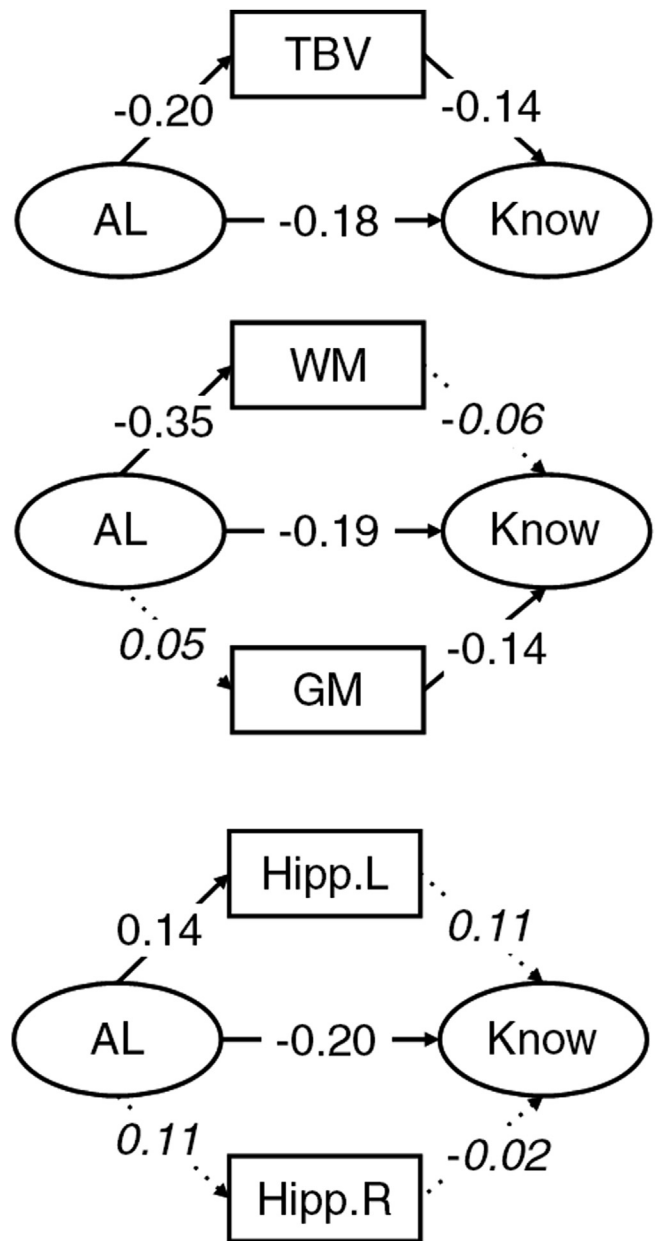 TBV
-0.20
-0.14
AL
-0.18
Know
WM
-0.35
-0.06
AL
-0.19
Know
0.05
-0.14
GM
Hipp.L
0.14
0.11
AL
-0.20
Know
0.11
-0.02
Hipp.R